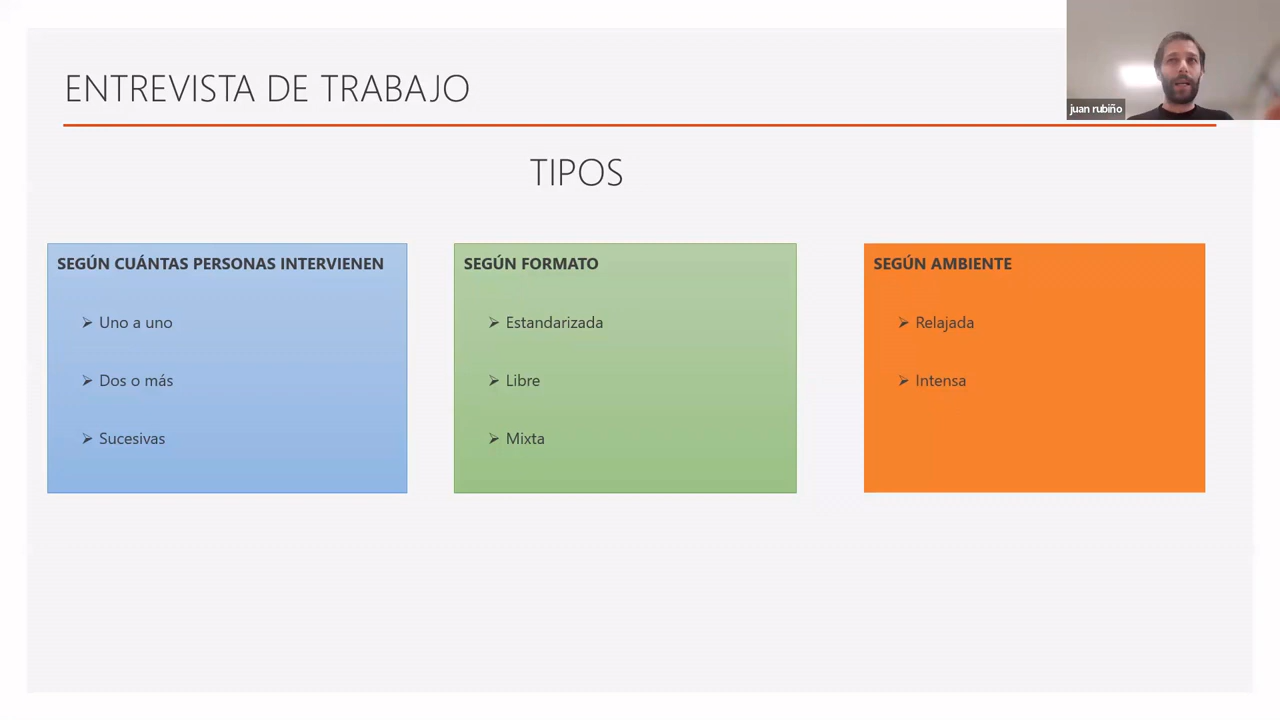 ENTREVISTA DE TRABAJO
juan rubiño
TIPOS
SEGÚN CUÁNTAS PERSONAS INTERVIENEN
Uno a uno
Dos o más
Sucesivas
SEGÚN FORMATO
Estandarizada
Libre
Mixta
SEGÚN AMBIENTE
Relajada
Intensa